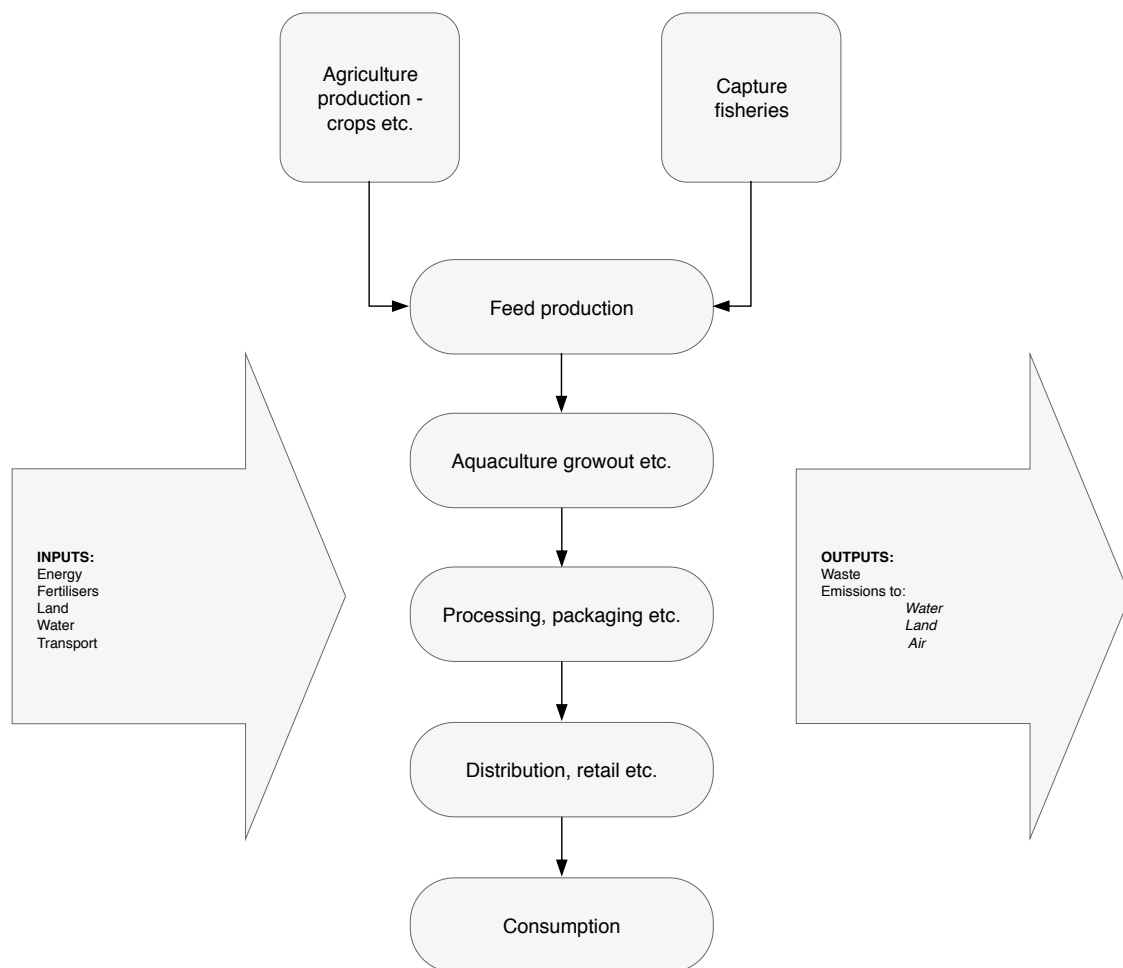 Agriculture
production -
crops etc.
Capture
fisheries
Feed production
Aquaculture growout etc.
Processing, packaging etc.
Distribution, retail etc.
Consumption
INPUTS:
Energy
Fertilisers
Land
Water
Transport
OUTPUTS:
Waste
Emissions to:
Water
Land
Air